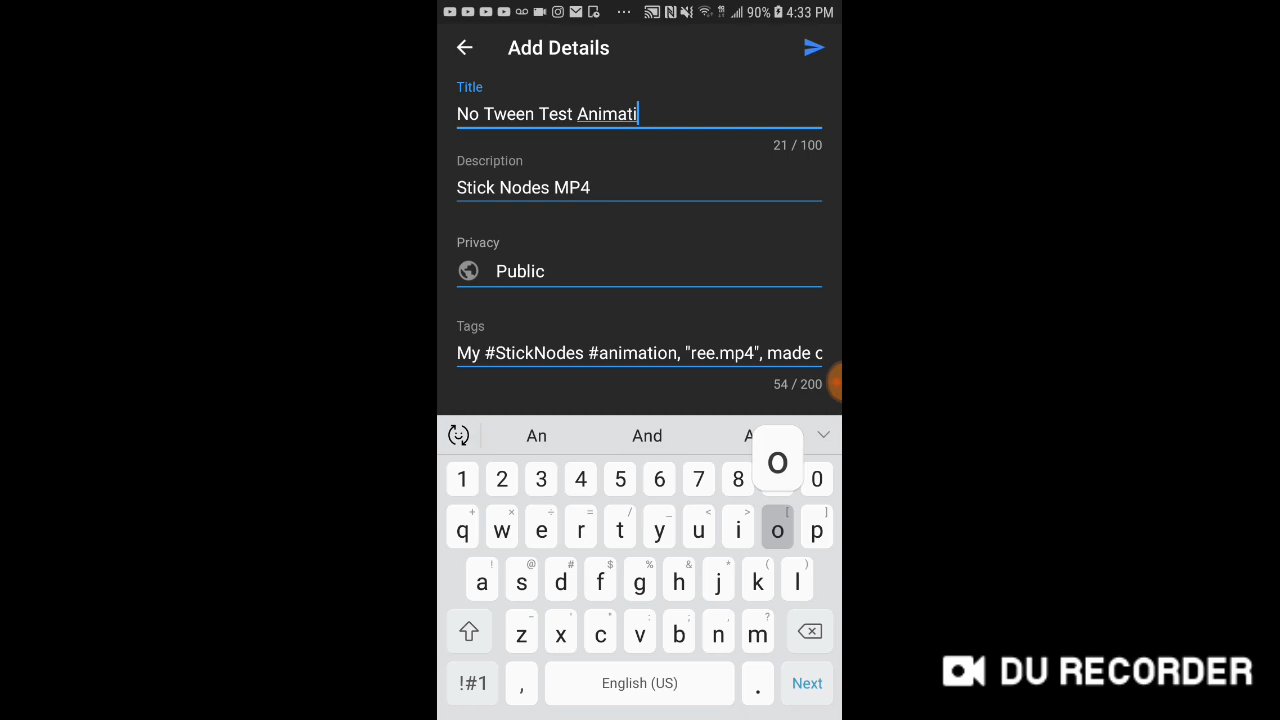 90% 4:33 PM
Add Details
Title
No Tween Test Animati
21 / 100
Description
Stick Nodes MP4
Privacy
Public
Tags
My #StickNodes #animation, "ree.mp4", made c
54 / 200
An And A
o
1 2 3 4 5 6 7 8 0
+ × ÷ = / _ < > [ ]
q w e r t y u i o p
! @ # $ % & * ( )
a s d f g h j k l
- ' " : ; , ?
z x c v b n m
!#1 , English (US) . Next
DU RECORDER